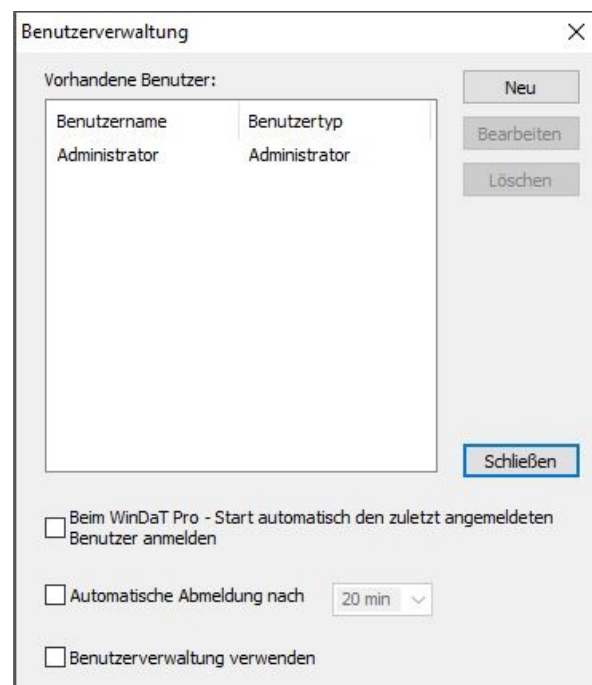 Benutzerverwaltung
Vorhandene Benutzer:
Neu
Benutzername Benutzertyp
Bearbeiten
Administrator Administrator
Löschen
Schließen
Beim WinDaT Pro - Start automatisch den zuletzt angemeldeten
Benutzer anmelden
Automatische Abmeldung nach 20 min
Benutzerverwaltung verwenden